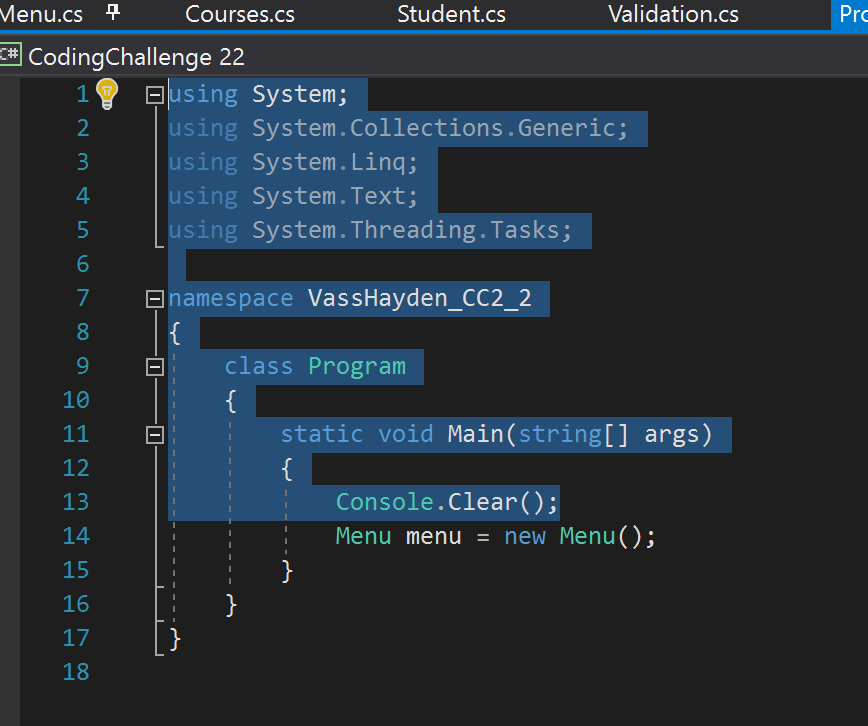 Menu.cs Courses.cs Student.cs Validation.cs Pro
C# CodingChallenge 22
1 using System;
2 using System.Collections.Generic;
3 using System.Linq;
4 using System.Text;
5 using System.Threading.Tasks;
6
7 namespace VassHayden_CC2_2
8 {
9 class Program
10 {
11 static void Main(string[] args)
12 {
13 Console.Clear();
14 Menu menu = new Menu();
15 }
16 }
17 }
18